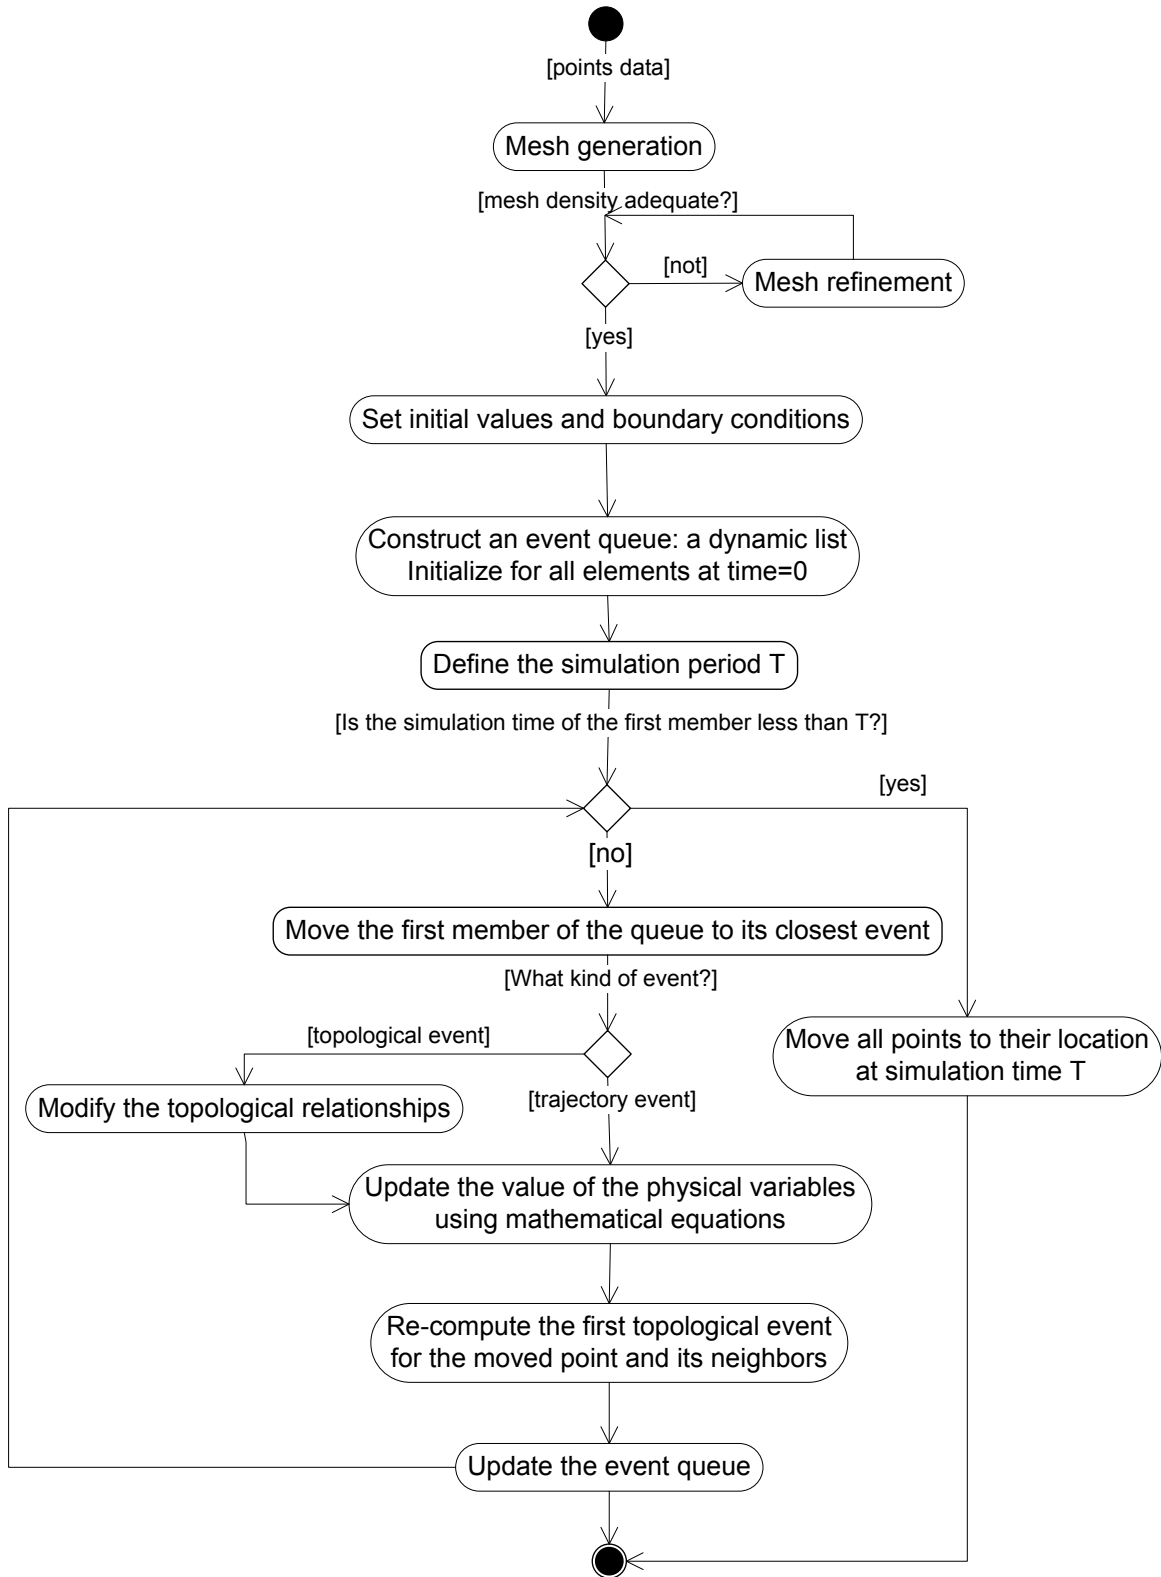 [points data]
Mesh generation
[mesh density adequate?]
[not]
Mesh refinement
[yes]
Set initial values and boundary conditions
Construct an event queue: a dynamic list
Initialize for all elements at time=0
Define the simulation period T
[Is the simulation time of the first member less than T?]
[yes]
[no]
Move the first member of the queue to its closest event
[What kind of event?]
[topological event]
Move all points to their location
at simulation time T
Modify the topological relationships
[trajectory event]
Update the value of the physical variables
using mathematical equations
Re-compute the first topological event
for the moved point and its neighbors
Update the event queue